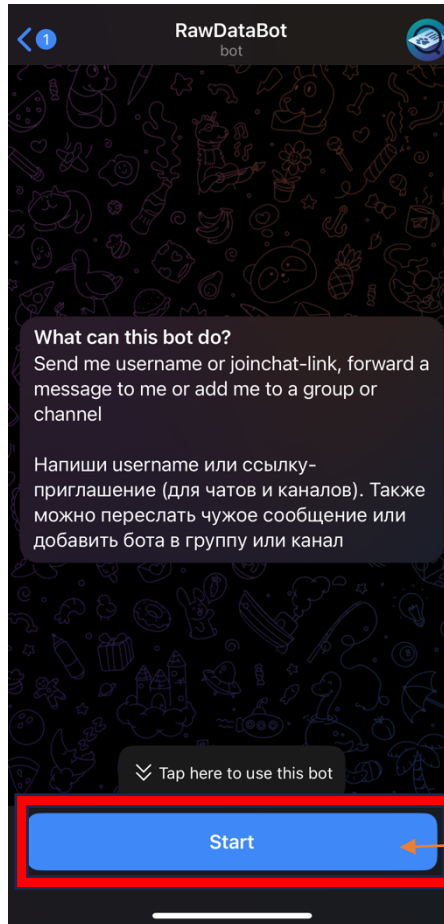 1
RawDataBot
bot
What can this bot do?
Send me username or joinchat-link, forward a
message to me or add me to a group or
channel
Напиши username или ссылку-
приглашение (для чатов и каналов). Также
можно переслать чужое сообщение или
добавить бота в группу или канал
Tap here to use this bot
Start